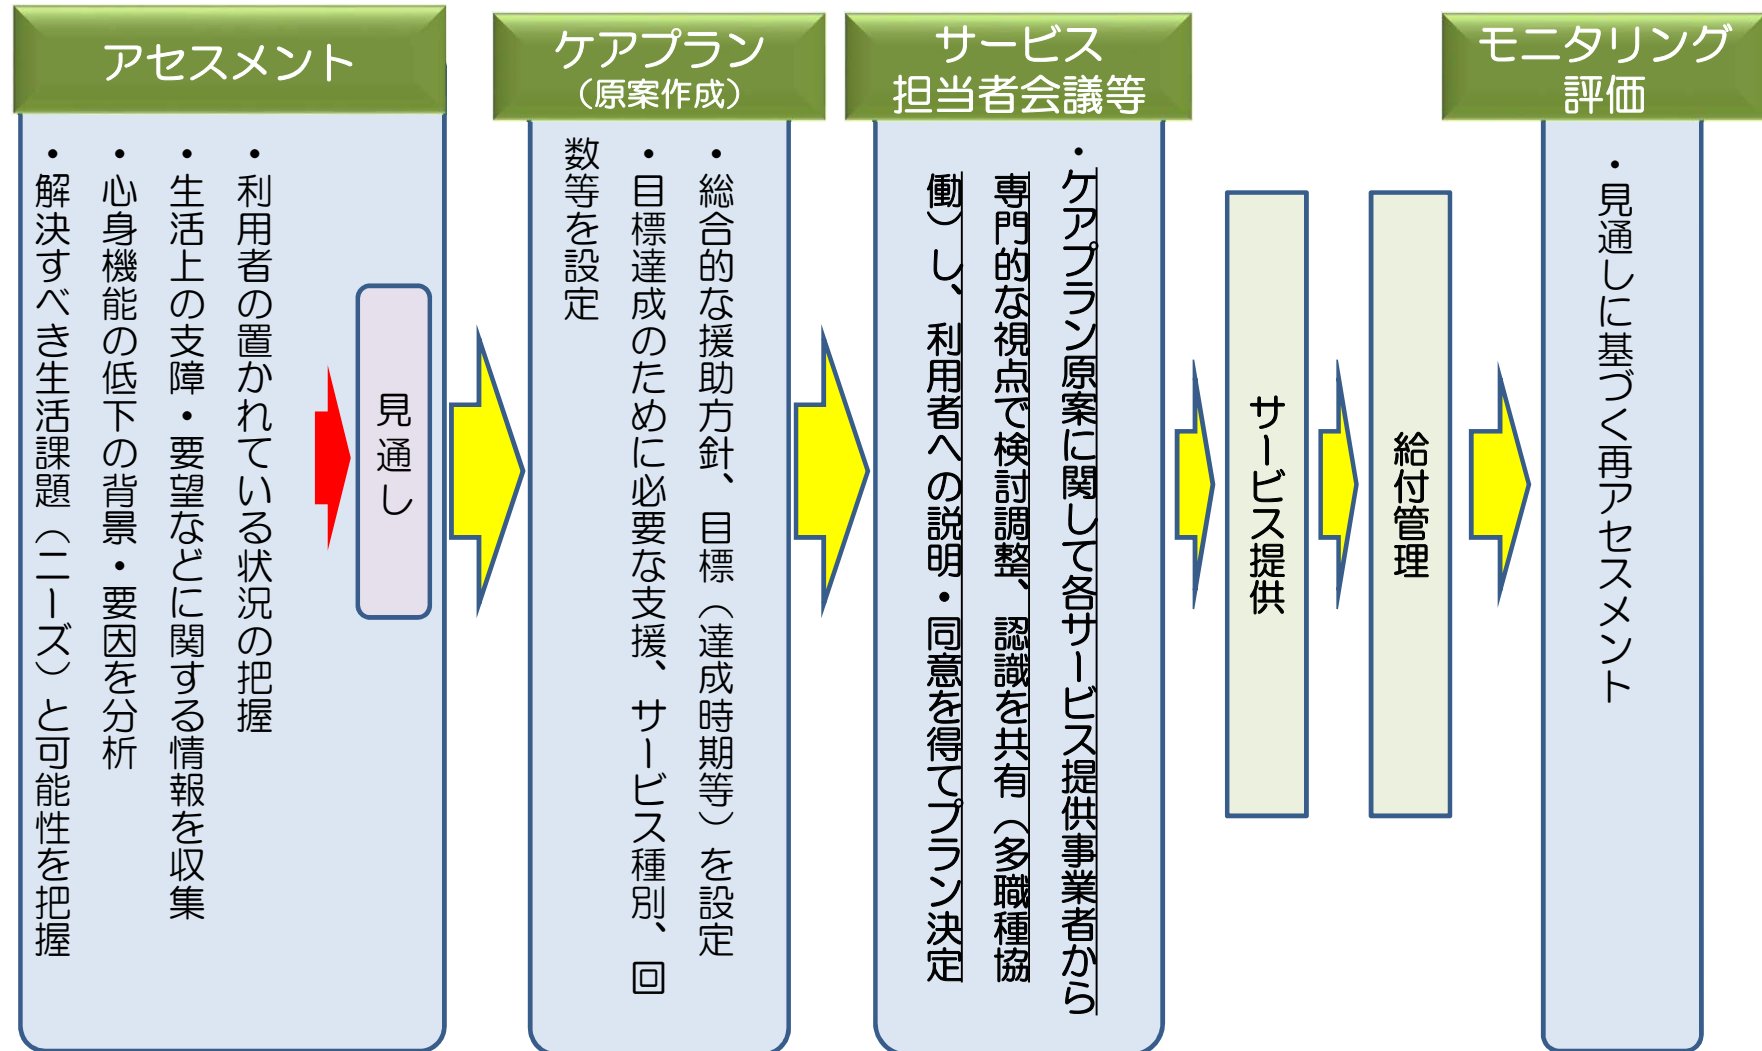 アセスメント
・利用者の置かれている状況の把握
・生活上の支障・要望などに関する情報を収集
・心身機能の低下の背景・要因を分析
・解決すべき生活課題（ニーズ）と可能性を把握
見通し
ケアプラン
（原案作成）
・総合的な援助方針、目標（達成時期等）を設定
・目標達成のために必要な支援、サービス種別、回
数等を設定
サービス
担当者会議等
・ケアプラン原案に関して各サービス提供事業者から
専門的な視点で検討調整、認識を共有（多職種協
働）し、利用者への説明・同意を得てプラン決定
サービス提供
給付管理
モニタリング
評価
・見通しに基づく再アセスメント